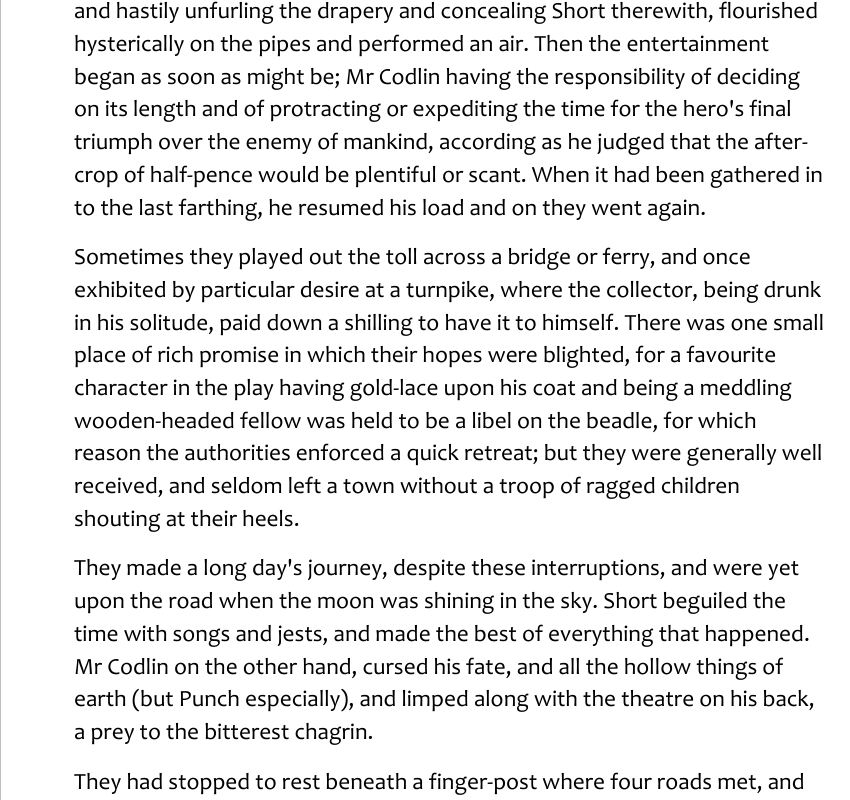 and hastily unfurling the drapery and concealing Short therewith, flourished
hysterically on the pipes and performed an air. Then the entertainment
began as soon as might be; Mr Codlin having the responsibility of deciding
on its length and of protracting or expediting the time for the hero's final
triumph over the enemy of mankind, according as he judged that the after-
crop of half-pence would be plentiful or scant. When it had been gathered in
to the last farthing, he resumed his load and on they went again.
Sometimes they played out the toll across a bridge or ferry, and once
exhibited by particular desire at a turnpike, where the collector, being drunk
in his solitude, paid down a shilling to have it to himself. There was one small
place of rich promise in which their hopes were blighted, for a favourite
character in the play having gold-lace upon his coat and being a meddling
wooden-headed fellow was held to be a libel on the beadle, for which
reason the authorities enforced a quick retreat; but they were generally well
received, and seldom left a town without a troop of ragged children
shouting at their heels.
They made a long day's journey, despite these interruptions, and were yet
upon the road when the moon was shining in the sky. Short beguiled the
time with songs and jests, and made the best of everything that happened.
Mr Codlin on the other hand, cursed his fate, and all the hollow things of
earth (but Punch especially), and limped along with the theatre on his back,
a prey to the bitterest chagrin.
They had stopped to rest beneath a finger-post where four roads met, and